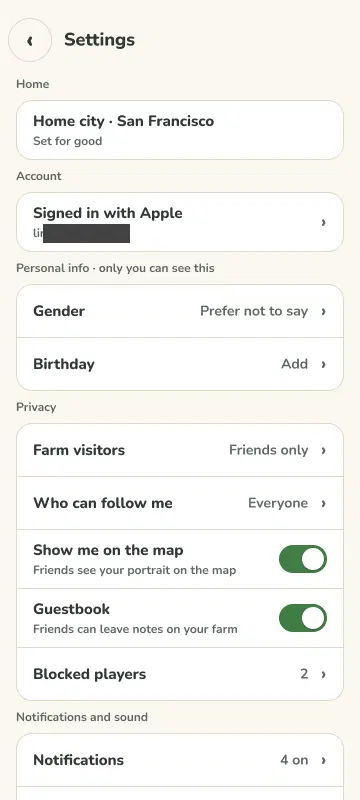 ‹ Settings
Home
Home city · San Francisco
Set for good
Account
Signed in with Apple ›
Personal info · only you can see this
Gender Prefer not to say ›
Birthday Add ›
Privacy
Farm visitors Friends only ›
Who can follow me Everyone ›
Show me on the map
Friends see your portrait on the map
Guestbook
Friends can leave notes on your farm
Blocked players 2 ›
Notifications and sound
Notifications 4 on ›